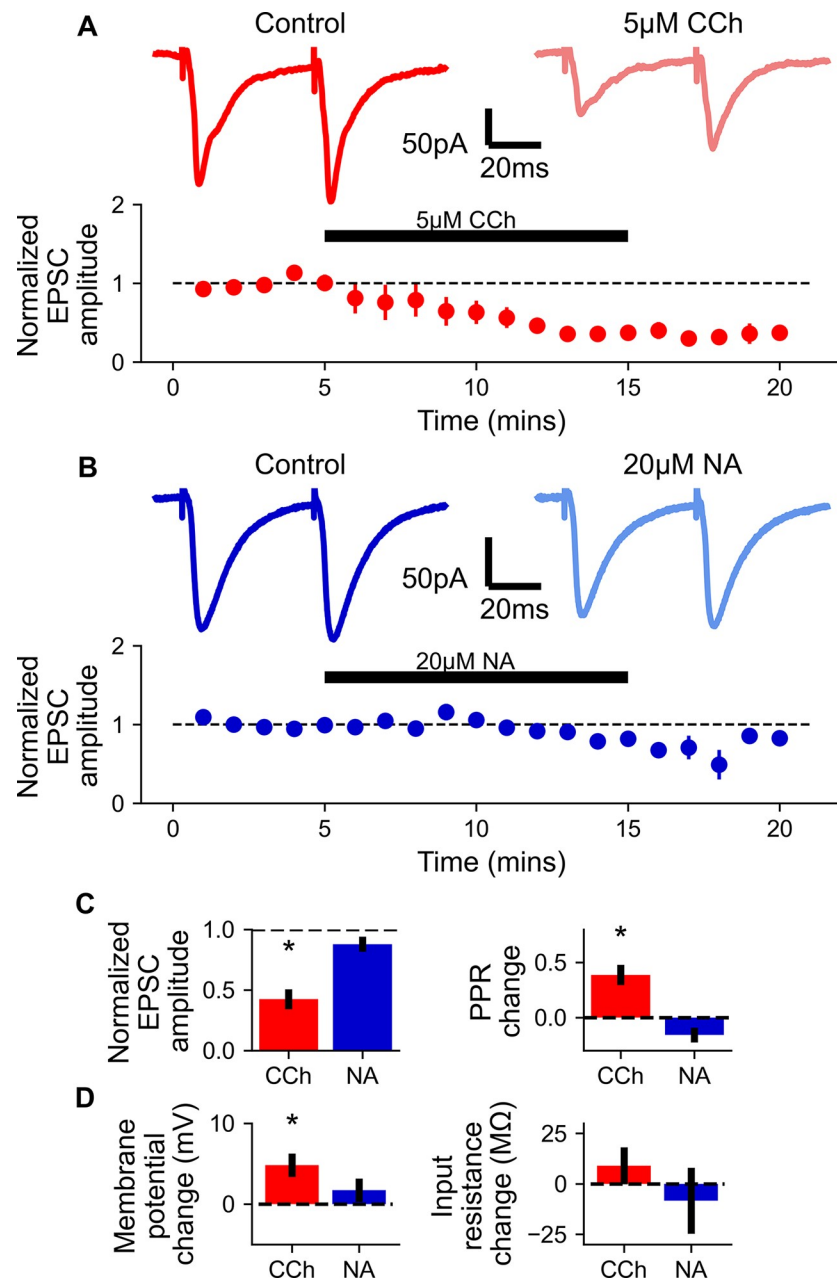 A
Control
5µM CCh
50pA
20ms
Normalized
EPSC
amplitude
2
1
0
5µM CCh
0
5
10
15
20
Time (mins)
B
Control
20µM NA
50pA
20ms
Normalized
EPSC
amplitude
2
1
0
20µM NA
0
5
10
15
20
Time (mins)
C
Normalized
EPSC
amplitude
1.0
0.5
0.0
*
CCh
NA
PPR
change
0.5
0.0
*
CCh
NA
D
Membrane
potential
change (mV)
10
0
*
CCh
NA
Input
resistance
change (MΩ)
25
0
−25
CCh
NA